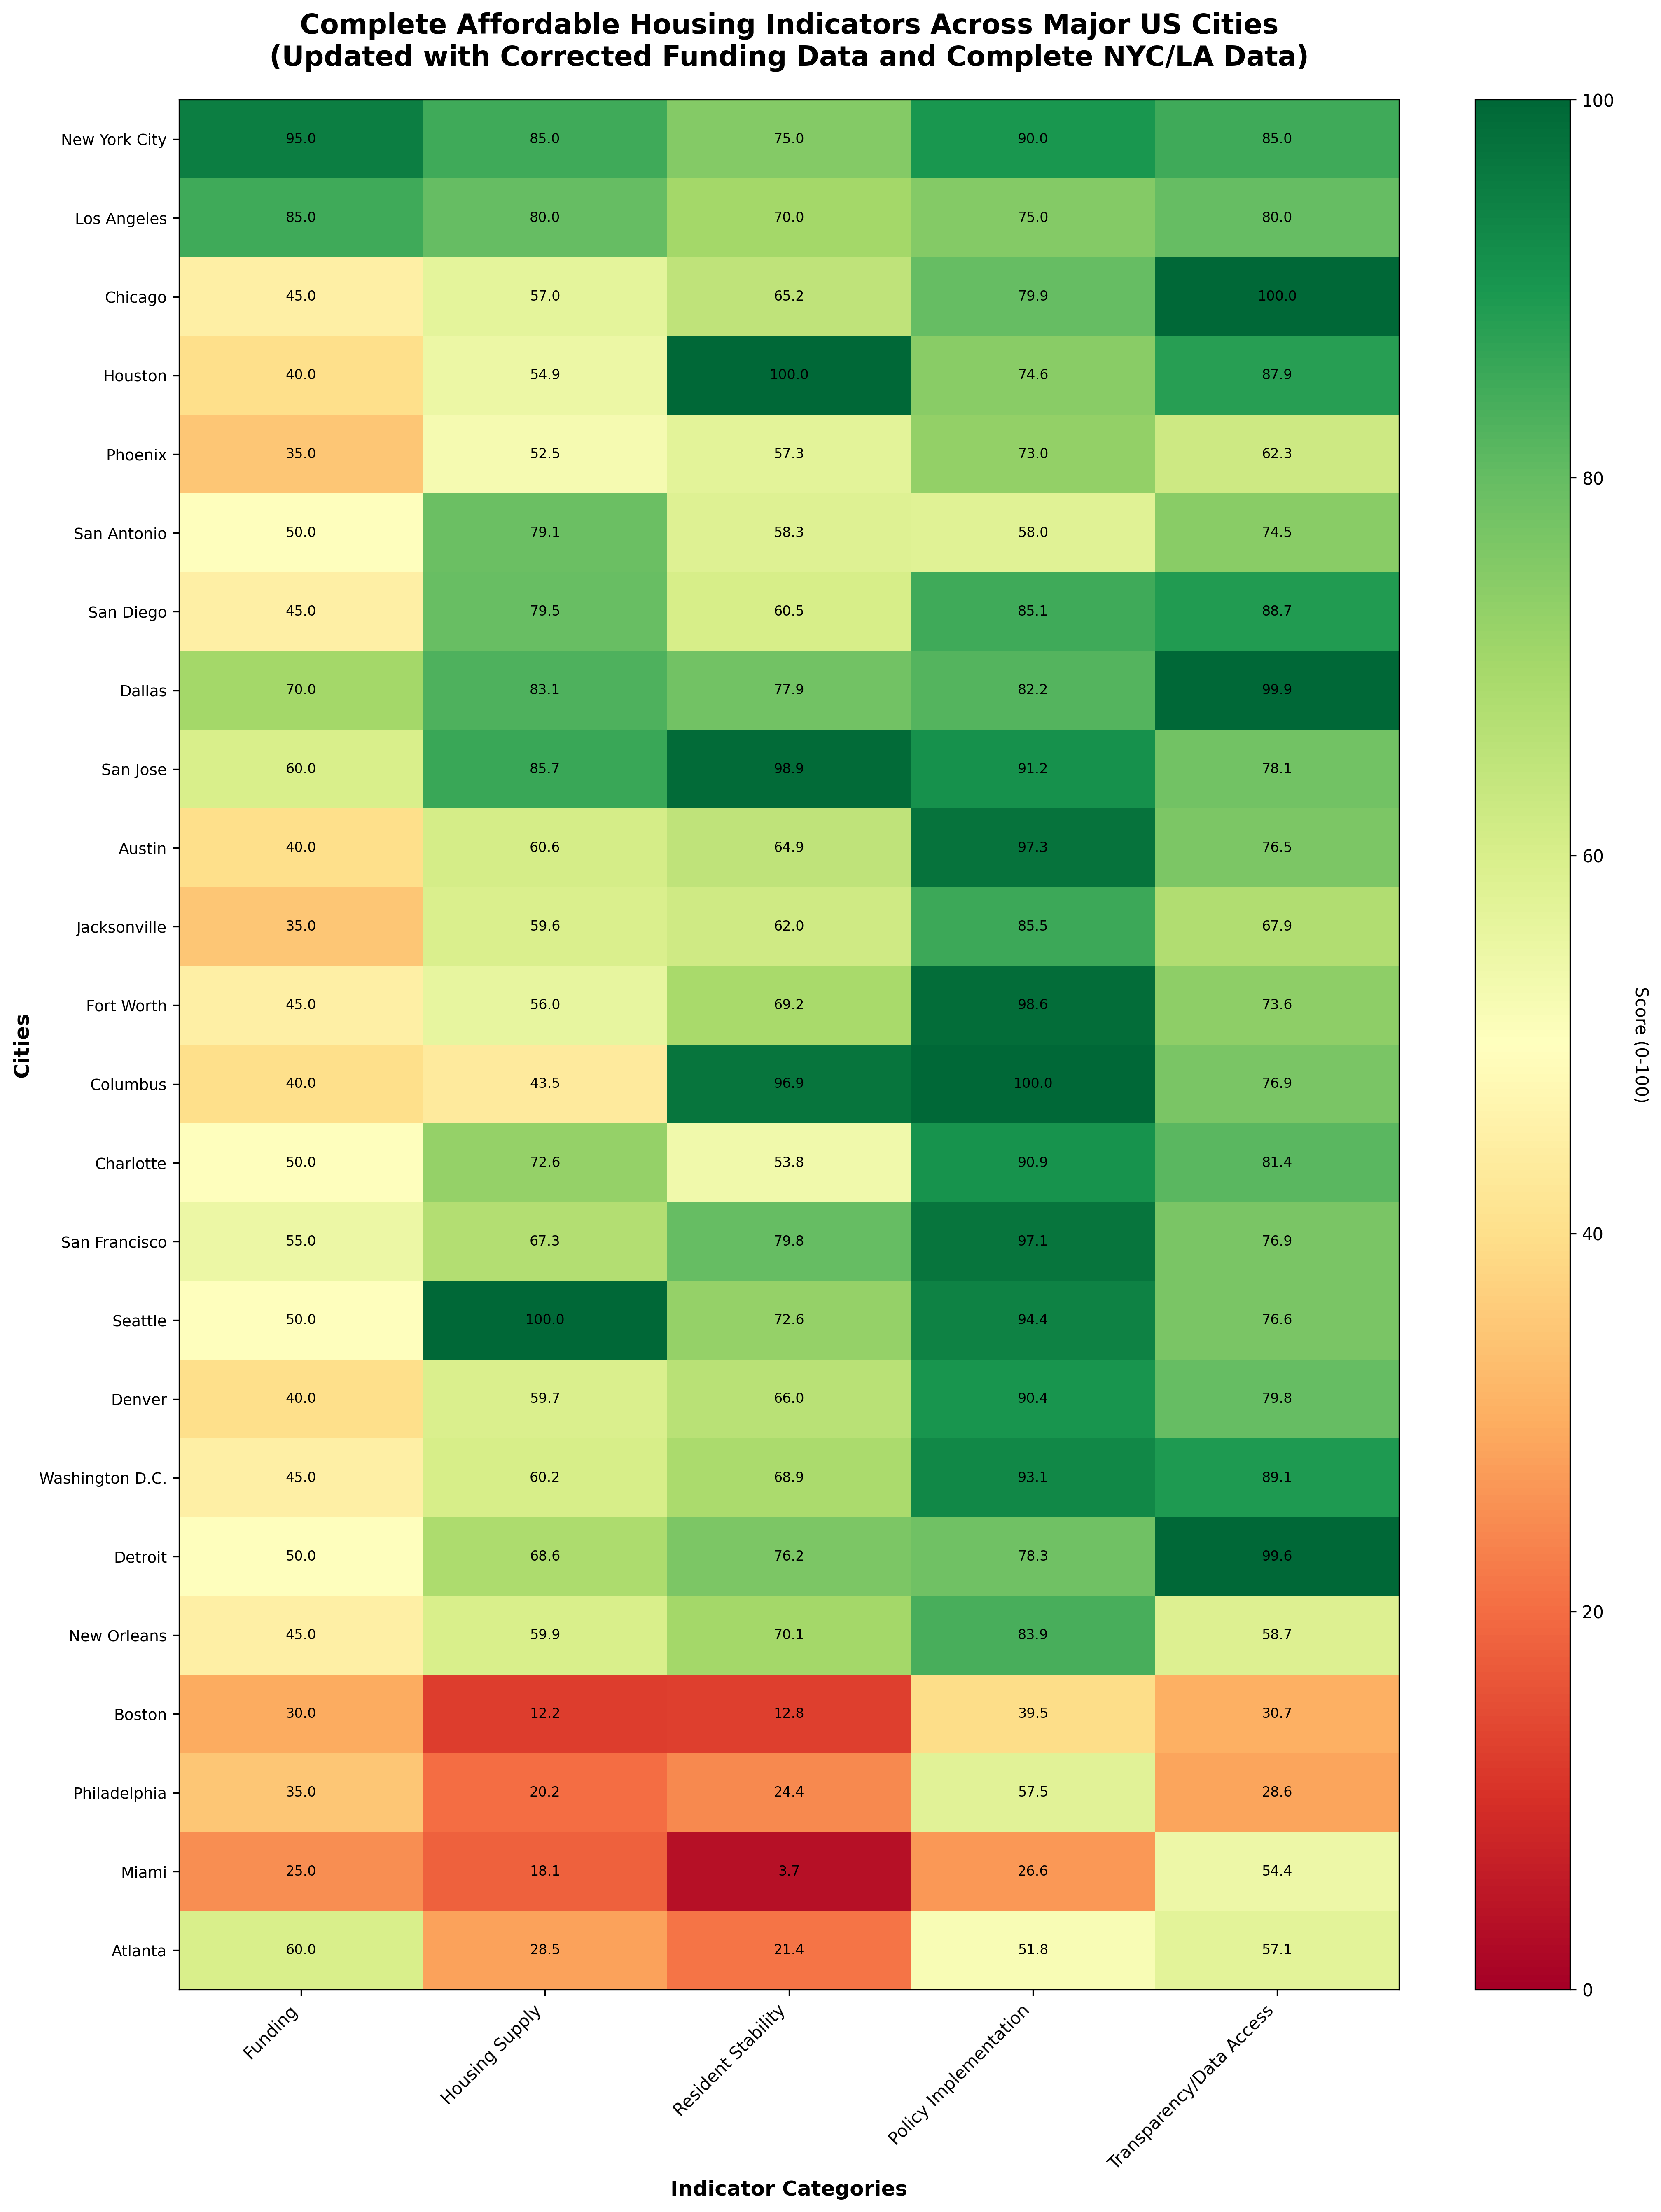 Complete Affordable Housing Indicators Across Major US Cities
(Updated with Corrected Funding Data and Complete NYC/LA Data)
New York City 95.0 85.0 75.0 90.0 85.0
Los Angeles 85.0 80.0 70.0 75.0 80.0
Chicago 45.0 57.0 65.2 79.9 100.0
Houston 40.0 54.9 100.0 74.6 87.9
Phoenix 35.0 52.5 57.3 73.0 62.3
San Antonio 50.0 79.1 58.3 58.0 74.5
San Diego 45.0 79.5 60.5 85.1 88.7
Dallas 70.0 83.1 77.9 82.2 99.9
San Jose 60.0 85.7 98.9 91.2 78.1
Austin 40.0 60.6 64.9 97.3 76.5
Jacksonville 35.0 59.6 62.0 85.5 67.9
Fort Worth 45.0 56.0 69.2 98.6 73.6
Columbus 40.0 43.5 96.9 100.0 76.9
Charlotte 50.0 72.6 53.8 90.9 81.4
San Francisco 55.0 67.3 79.8 97.1 76.9
Seattle 50.0 100.0 72.6 94.4 76.6
Denver 40.0 59.7 66.0 90.4 79.8
Washington D.C. 45.0 60.2 68.9 93.1 89.1
Detroit 50.0 68.6 76.2 78.3 99.6
New Orleans 45.0 59.9 70.1 83.9 58.7
Boston 30.0 12.2 12.8 39.5 30.7
Philadelphia 35.0 20.2 24.4 57.5 28.6
Miami 25.0 18.1 3.7 26.6 54.4
Atlanta 60.0 28.5 21.4 51.8 57.1
Cities
Funding
Housing Supply
Resident Stability
Policy Implementation
Transparency/Data Access
Indicator Categories
100
80
60
40
20
0
Score (0-100)